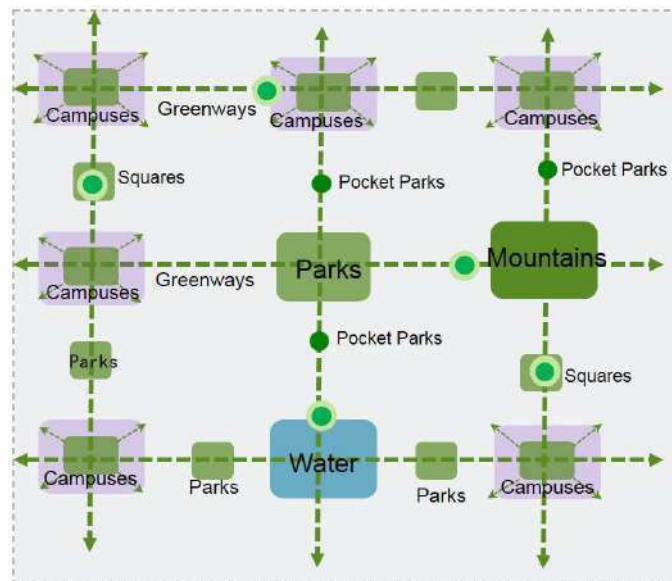 Campuses
Greenways
Campuses
Campuses
Squares
Pocket Parks
Pocket Parks
Campuses
Greenways
Parks
Mountains
Parks
Pocket Parks
Squares
Campuses
Parks
Water
Parks
Campuses